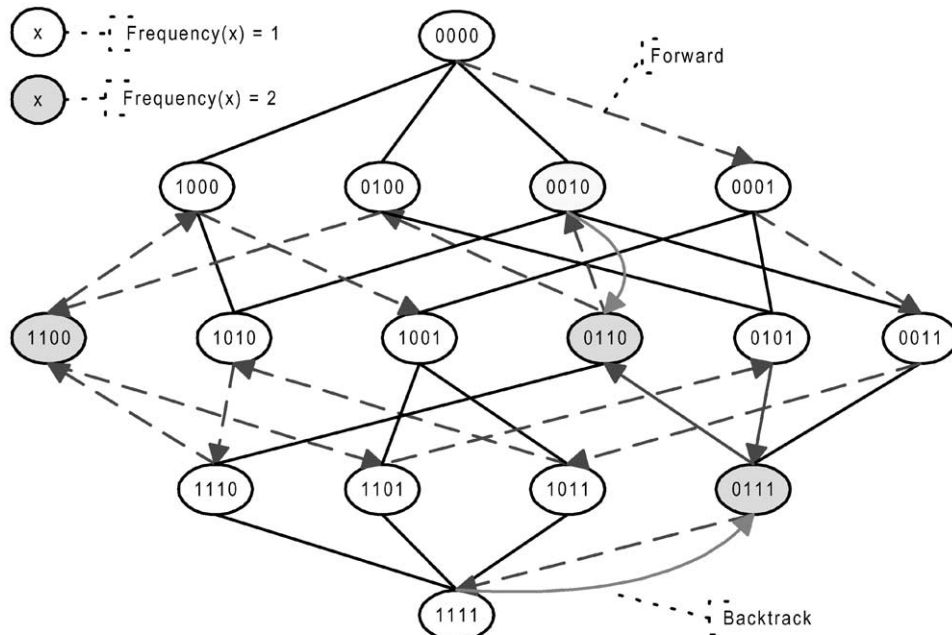 x Frequency(x) = 1
0000
Forward
x Frequency(x) = 2
1000 0100 0010 0001
1100 1010 1001 0110 0101 0011
1110 1101 1011 0111
1111
Backtrack